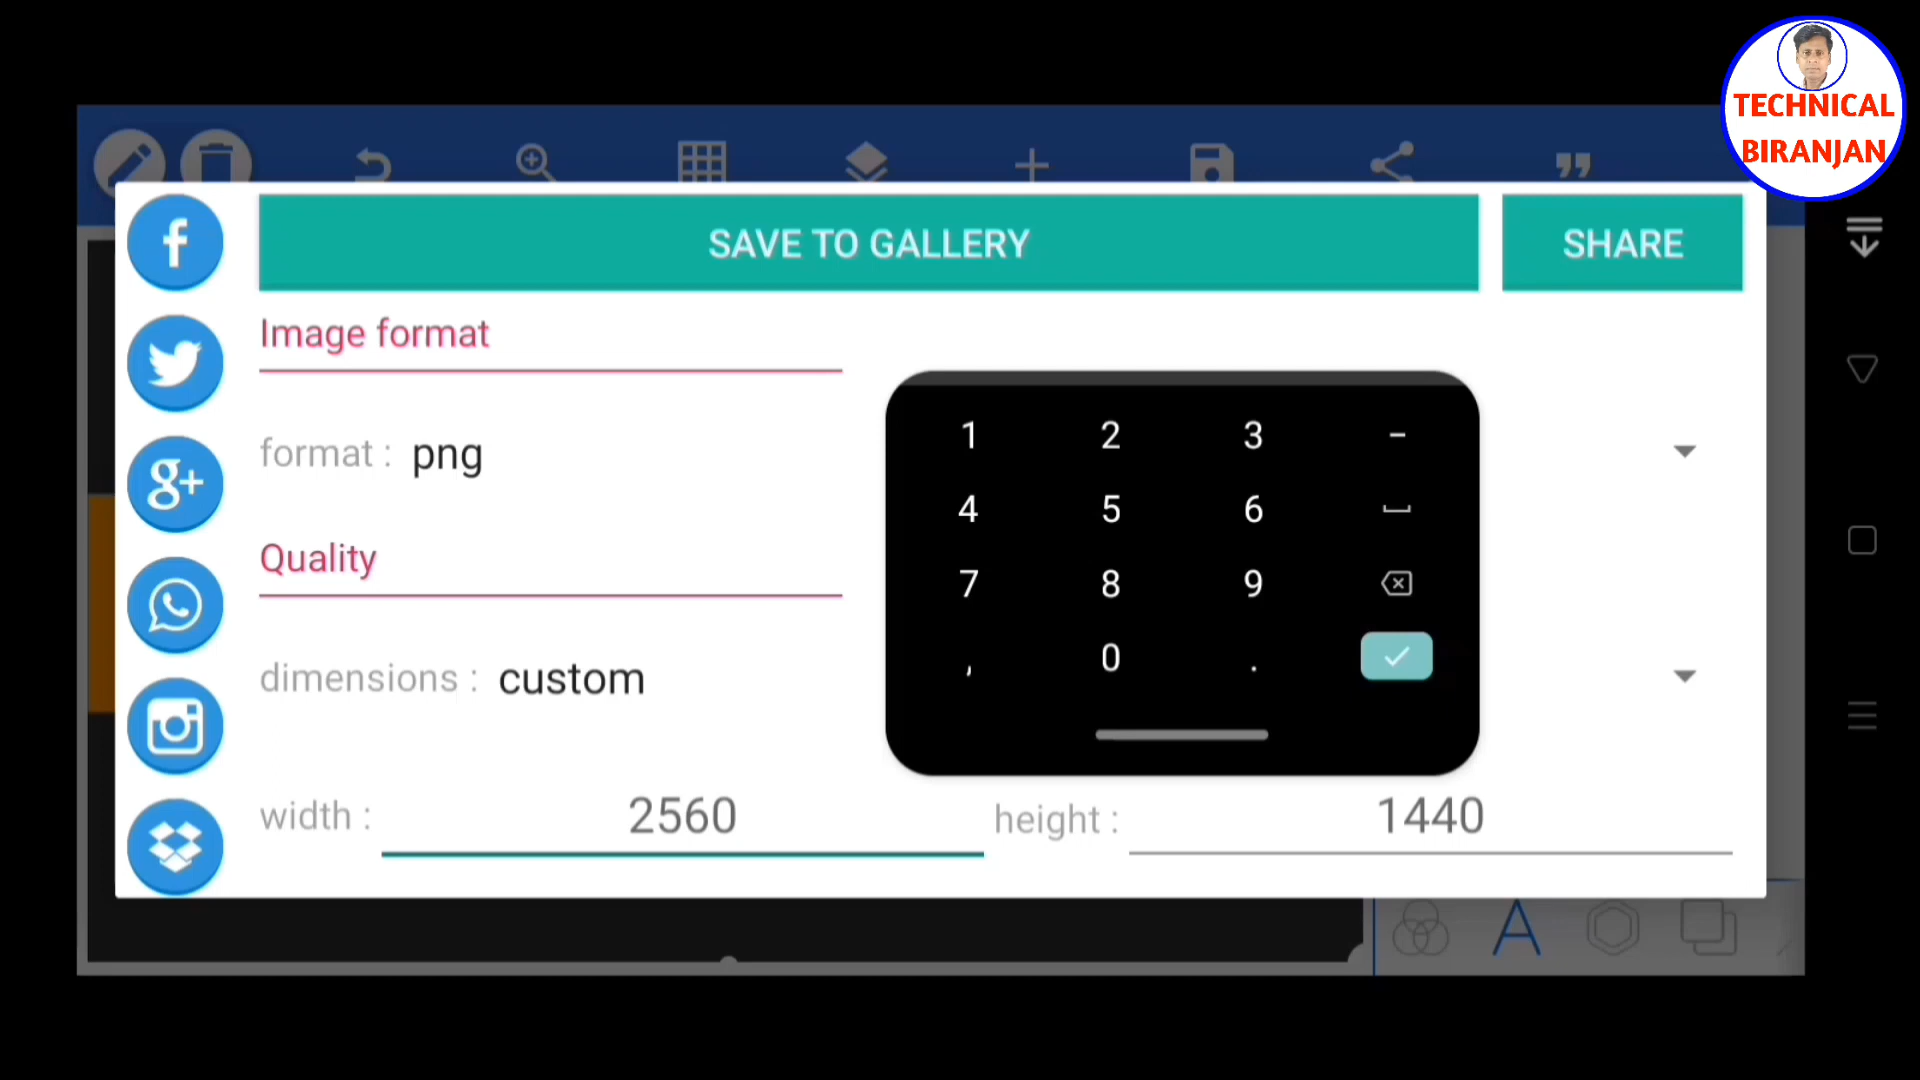 TECHNICAL
BIRANJAN
SAVE TO GALLERY
SHARE
Image format
format : png
Quality
dimensions : custom
width : 2560
height : 1440
1 2 3 -
4 5 6
7 8 9
, 0 .